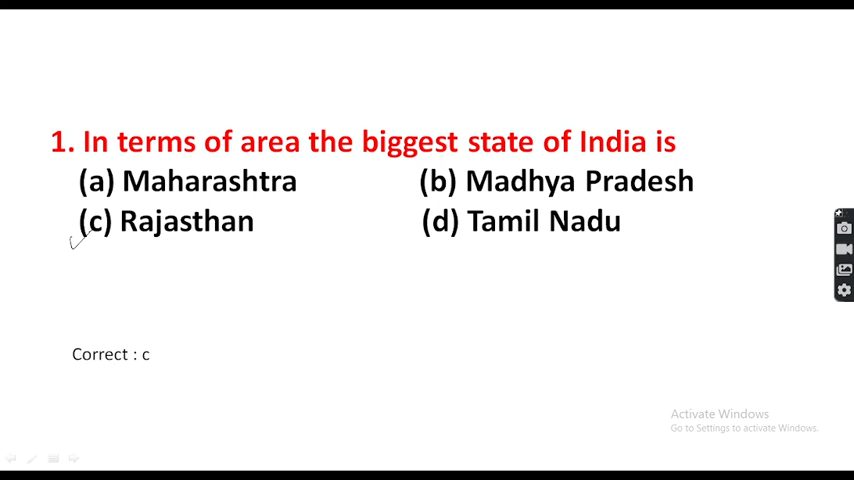 1. In terms of area the biggest state of India is
(a) Maharashtra (b) Madhya Pradesh
(c) Rajasthan (d) Tamil Nadu
Correct : c
Activate Windows
Go to Settings to activate Windows.